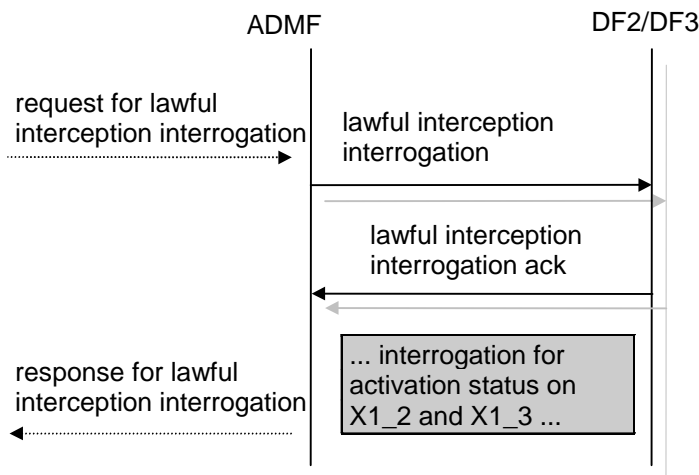 ADMF
DF2/DF3
request for lawful
interception interrogation
lawful interception
interrogation
lawful interception
interrogation ack
... interrogation for
activation status on
X1_2 and X1_3 ...
response for lawful
interception interrogation